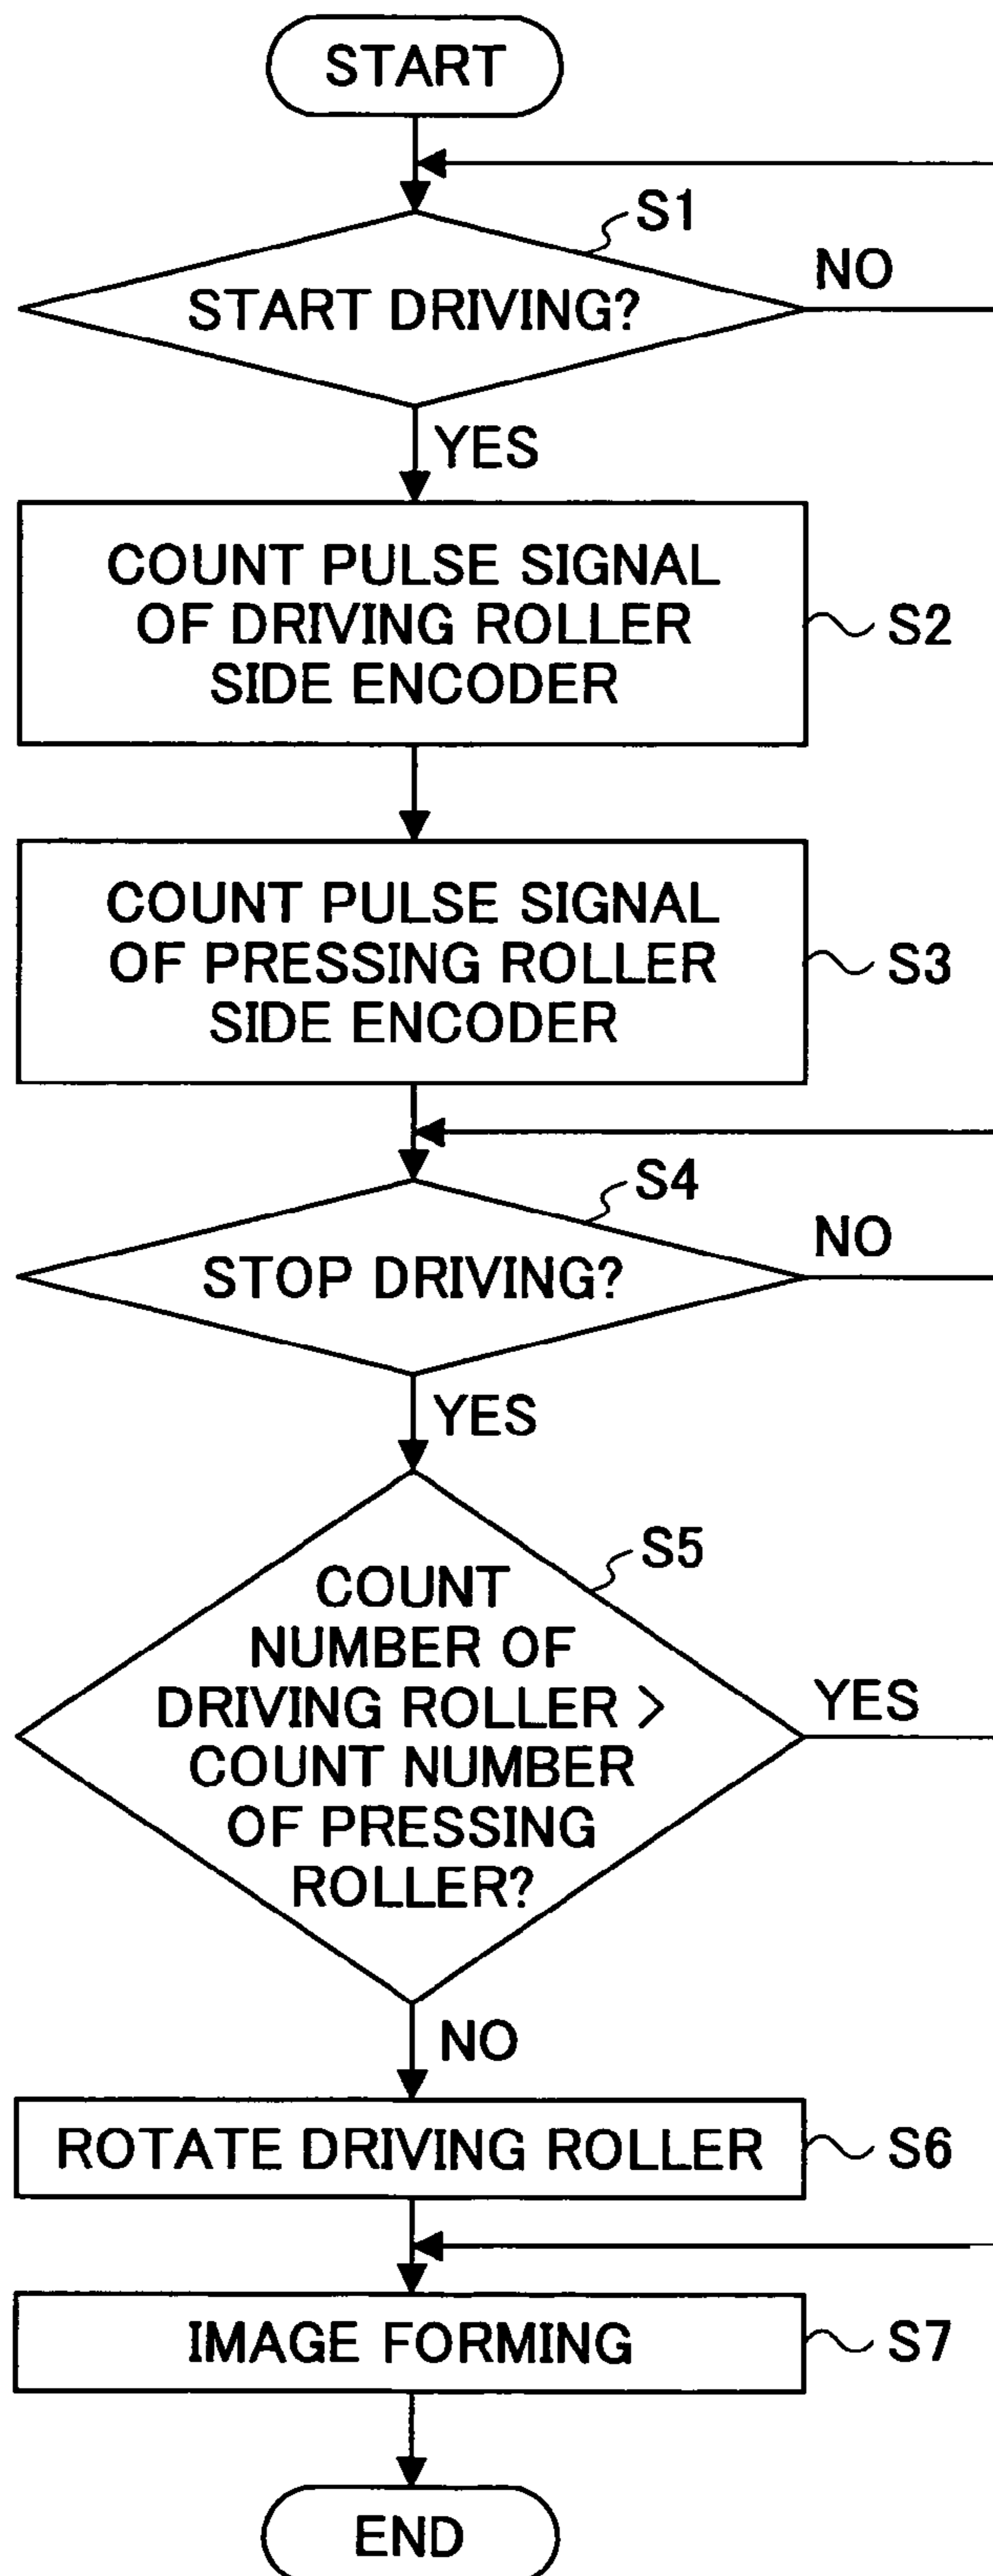 START
S1
START DRIVING?
NO
YES
COUNT PULSE SIGNAL
OF DRIVING ROLLER
SIDE ENCODER
S2
COUNT PULSE SIGNAL
OF PRESSING ROLLER
SIDE ENCODER
S3
S4
STOP DRIVING?
NO
YES
S5
COUNT
NUMBER OF
DRIVING ROLLER >
COUNT NUMBER
OF PRESSING
ROLLER?
YES
NO
ROTATE DRIVING ROLLER
S6
IMAGE FORMING
S7
END